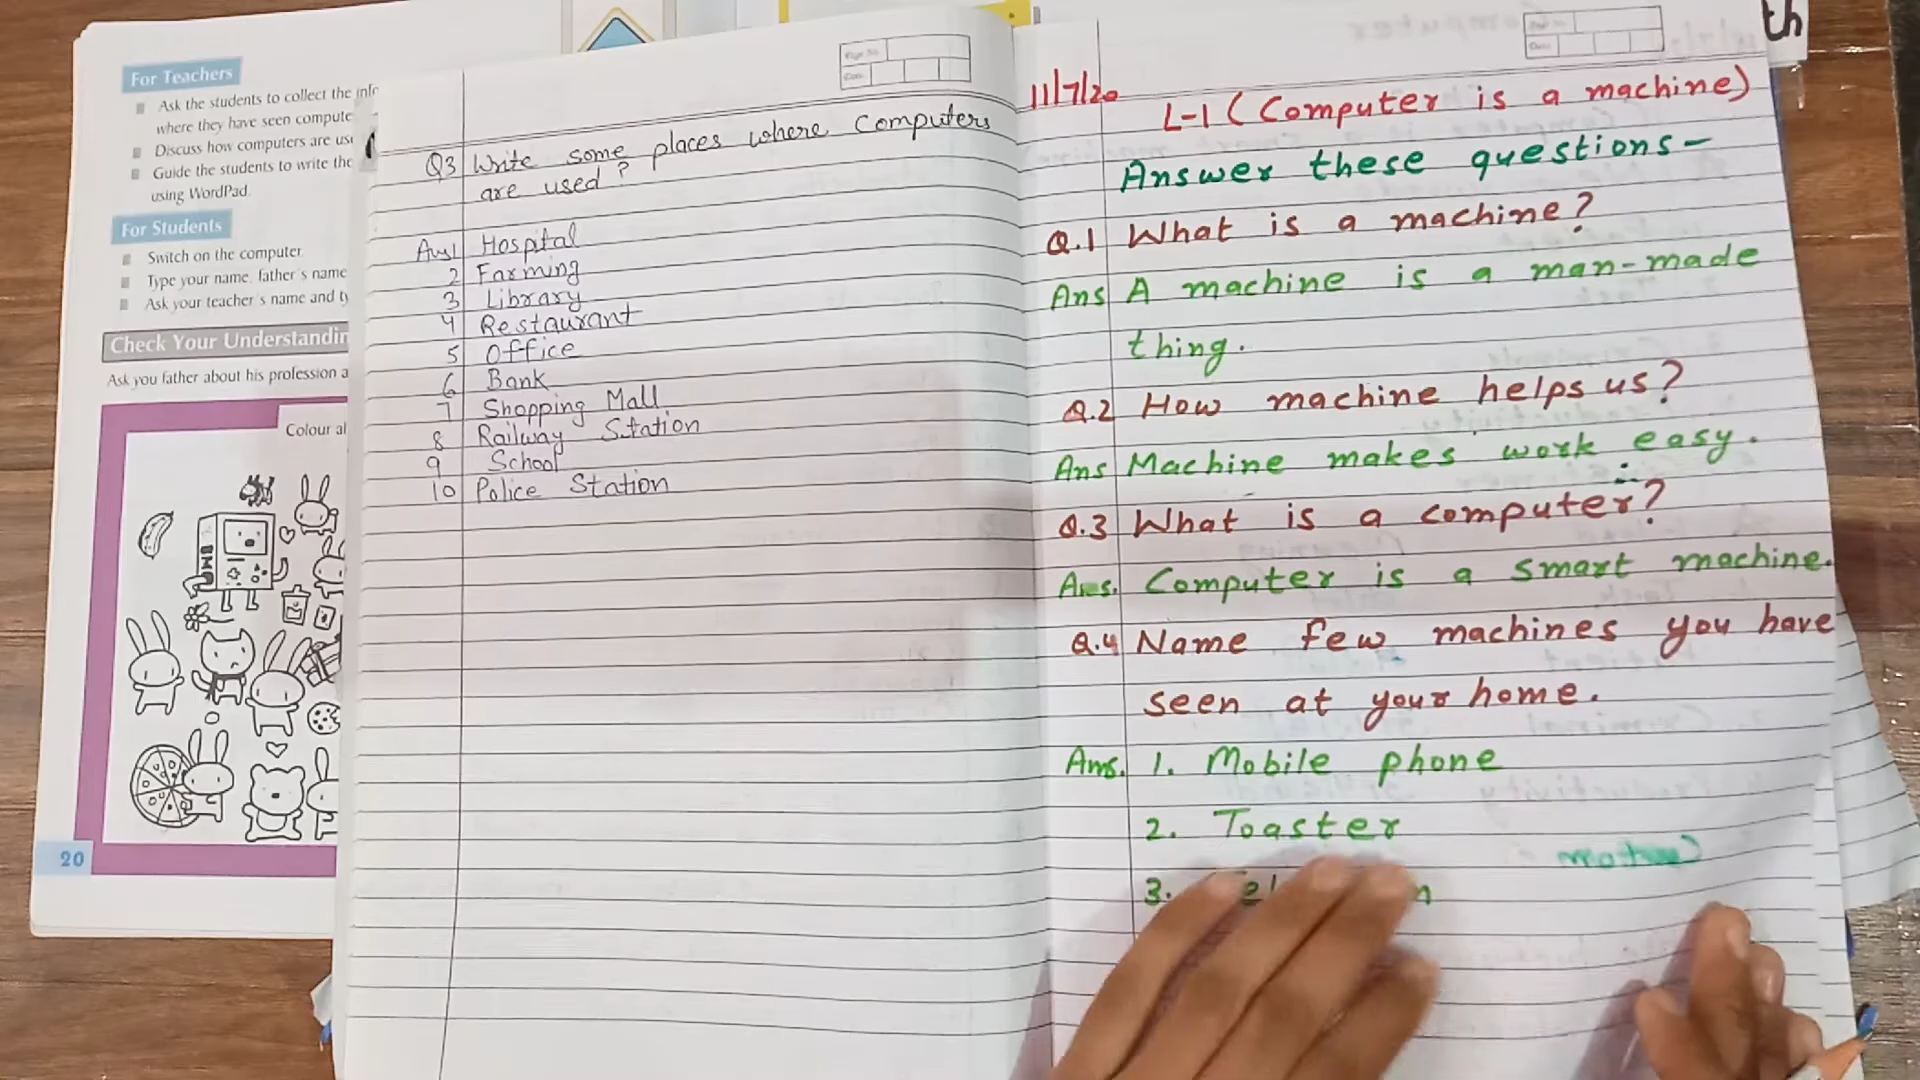 For Teachers
Ask the students to collect the
where they have seen compute
Discuss how computers are
Guide the students to write the
using WordPad
For Students
Switch on the computer
Type your name, father's name
Ask your teacher's name and
Check Your Understandin
Ask you father about his profession a
Colour al
BMO
20
Page No.
Date
Q3 Write some places where computers
are used?
Ans1 Hospital
2 Farming
3 Library
4 Restaurant
5 Office
6 Bank
7 Shopping Mall
8 Railway Station
9 School
10 Police Station
th
11/7/20
L-1 (Computer is a machine)
Answer these questions-
Q.1 What is a machine?
Ans A machine is a man-made
thing.
Q.2 How machine helps us?
Ans Machine makes work easy.
Q.3 What is a computer?
Ans. Computer is a smart machine.
Q.4 Name few machines you have
seen at your home.
Ans. 1. Mobile phone
2. Toaster
3.